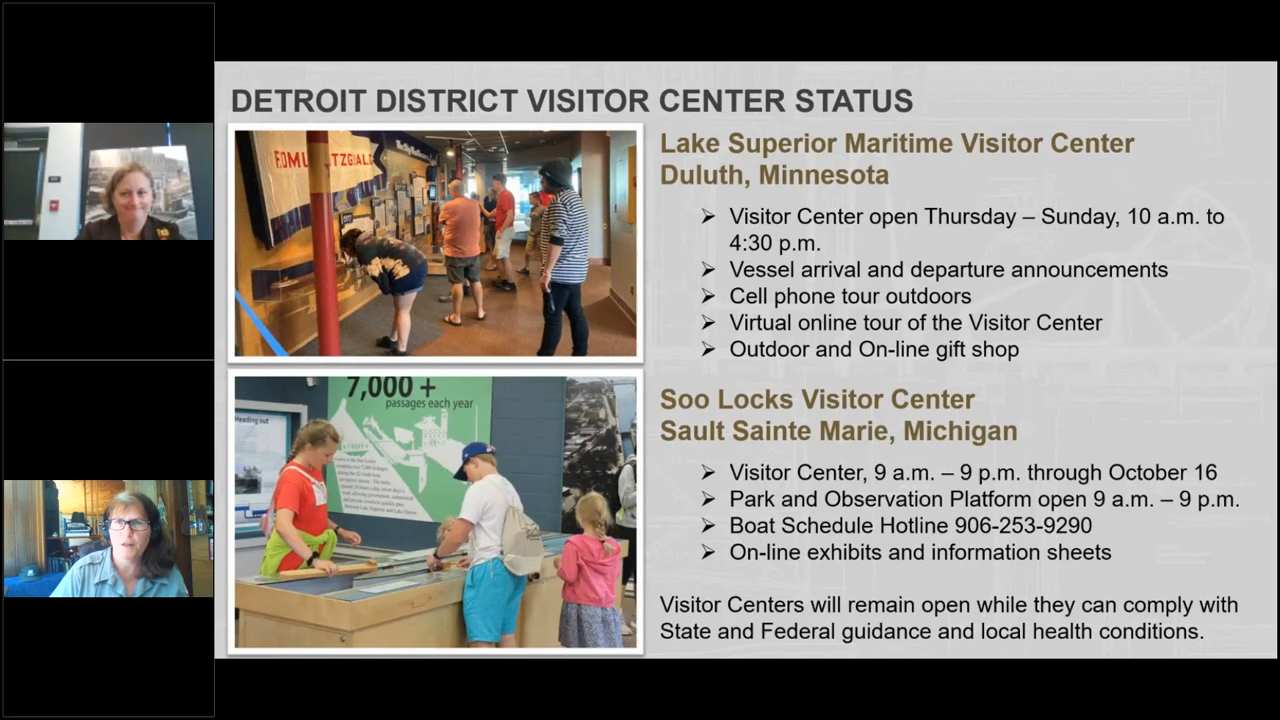 DETROIT DISTRICT VISITOR CENTER STATUS
Lake Superior Maritime Visitor Center
Duluth, Minnesota
➢ Visitor Center open Thursday – Sunday, 10 a.m. to
4:30 p.m.
➢ Vessel arrival and departure announcements
➢ Cell phone tour outdoors
➢ Virtual online tour of the Visitor Center
➢ Outdoor and On-line gift shop
7,000 +
passages each year
Heading out
Soo Locks Visitor Center
Sault Sainte Marie, Michigan
➢ Visitor Center, 9 a.m. – 9 p.m. through October 16
➢ Park and Observation Platform open 9 a.m. – 9 p.m.
➢ Boat Schedule Hotline 906-253-9290
➢ On-line exhibits and information sheets
Visitor Centers will remain open while they can comply with
State and Federal guidance and local health conditions.